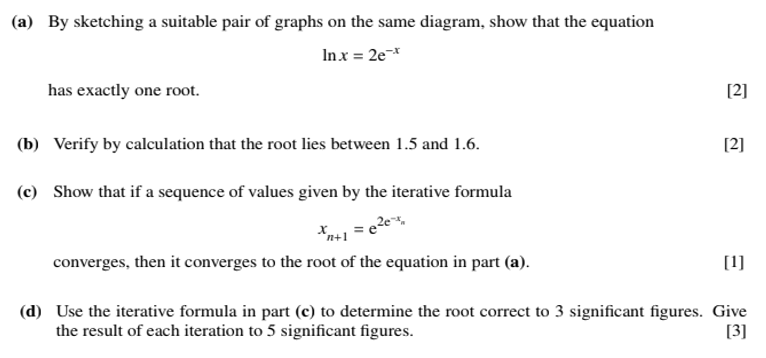 (a) By sketching a suitable pair of graphs on the same diagram, show that the equation
ln x = 2e⁻ˣ
has exactly one root. [2]
(b) Verify by calculation that the root lies between 1.5 and 1.6. [2]
(c) Show that if a sequence of values given by the iterative formula
xₙ₊₁ = e^(2e^(−xₙ))
converges, then it converges to the root of the equation in part (a). [1]
(d) Use the iterative formula in part (c) to determine the root correct to 3 significant figures. Give
the result of each iteration to 5 significant figures. [3]